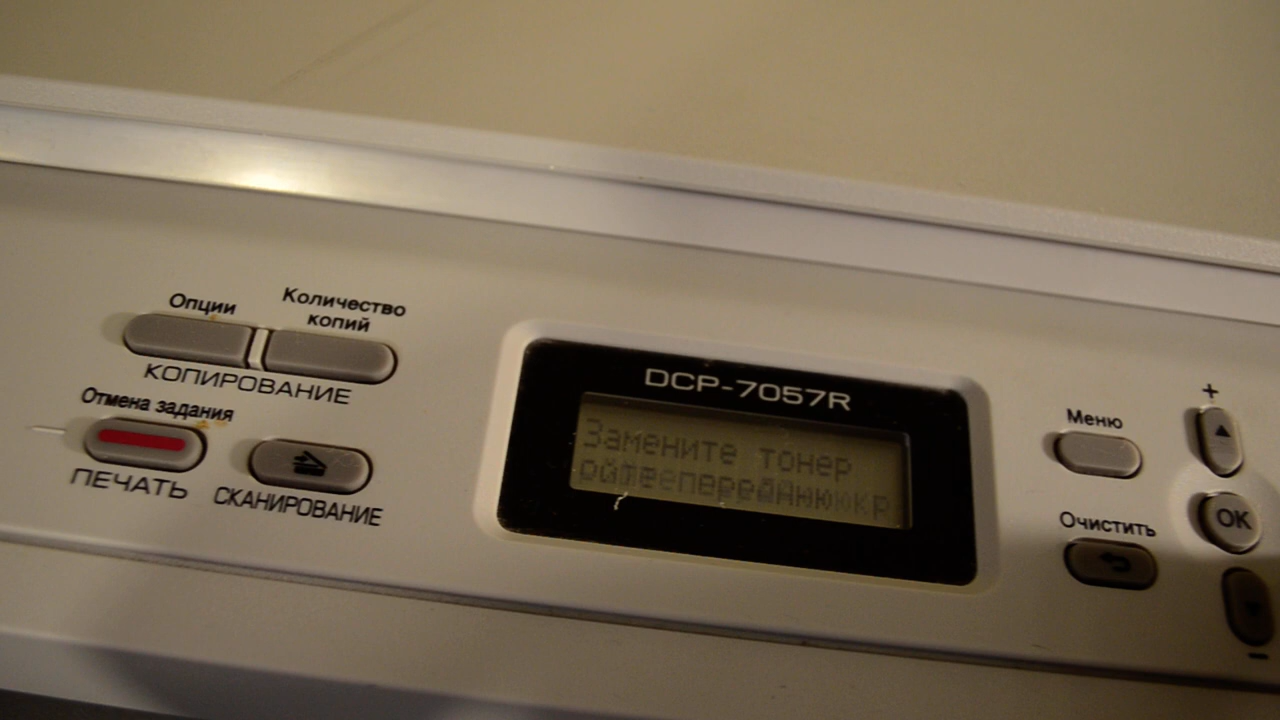 Опции
Количество
копий
КОПИРОВАНИЕ
Отмена задания
ПЕЧАТЬ
СКАНИРОВАНИЕ
DCP-7057R
Замените тонер
Меню
Очистить
+
OK
-